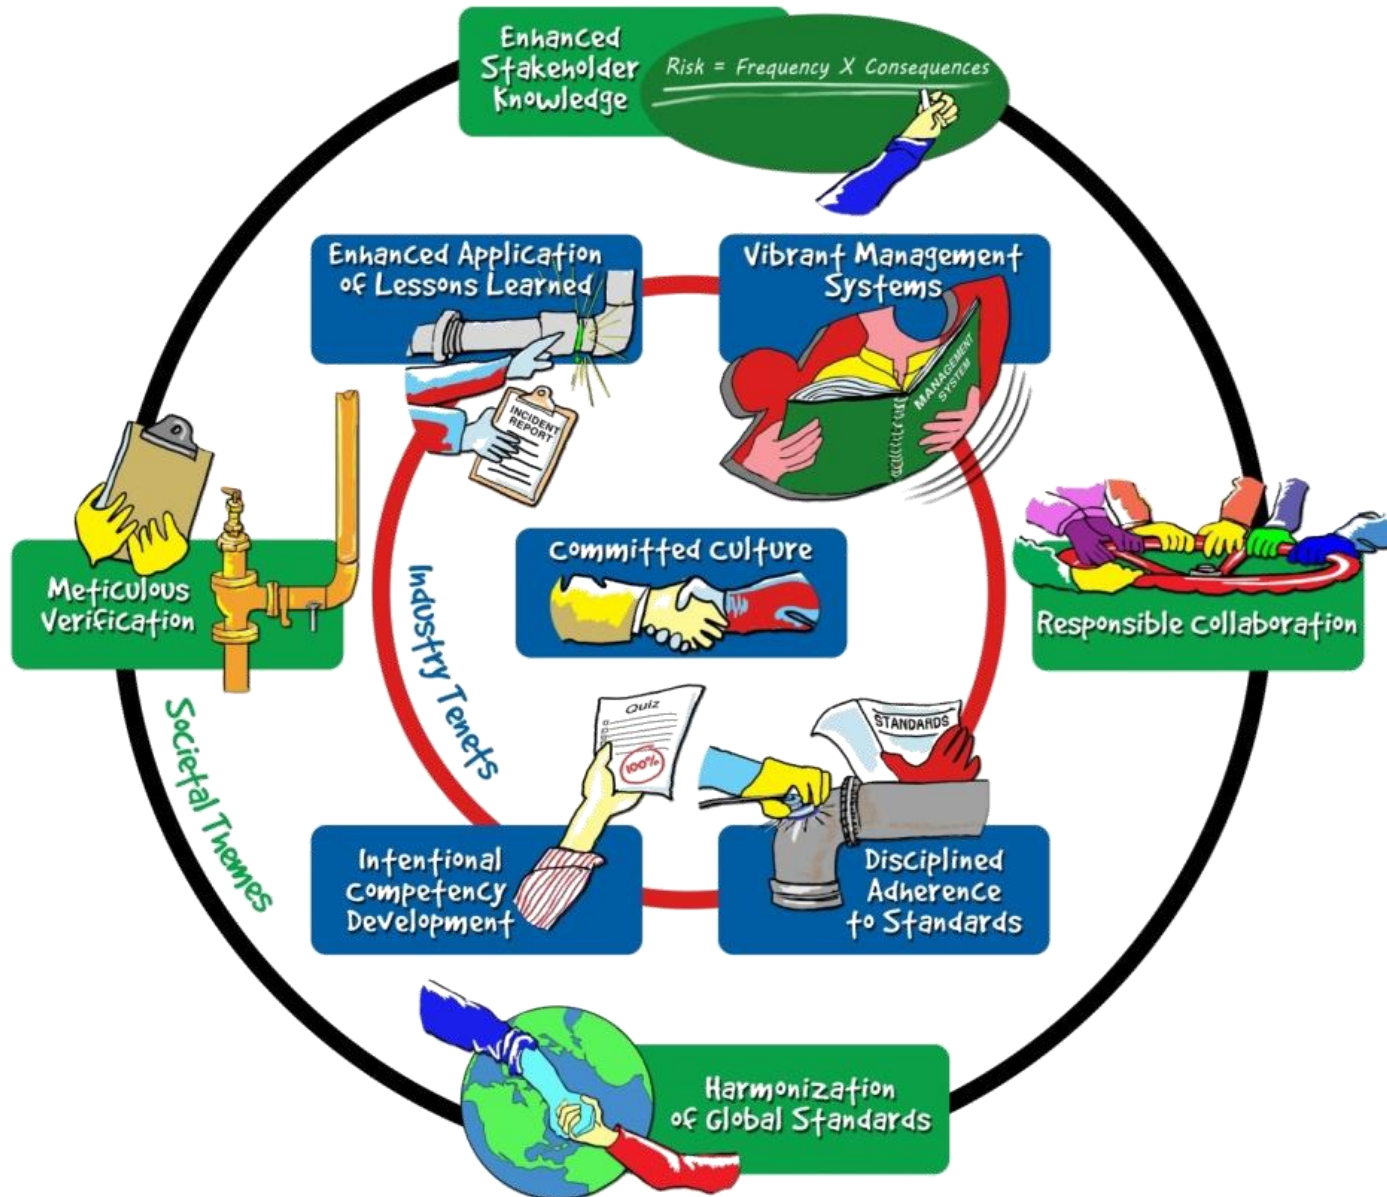 Enhanced
Stakeholder
Knowledge
Risk = Frequency X Consequences
Enhanced Application
of Lessons Learned
INCIDENT
REPORT
Vibrant Management
Systems
MANAGEMENT
SYSTEM
Meticulous
Verification
Committed Culture
Responsible Collaboration
Industry Tenets
Societal Themes
Quiz
100%
Intentional
Competency
Development
STANDARDS
Disciplined
Adherence
to Standards
Harmonization
of Global Standards